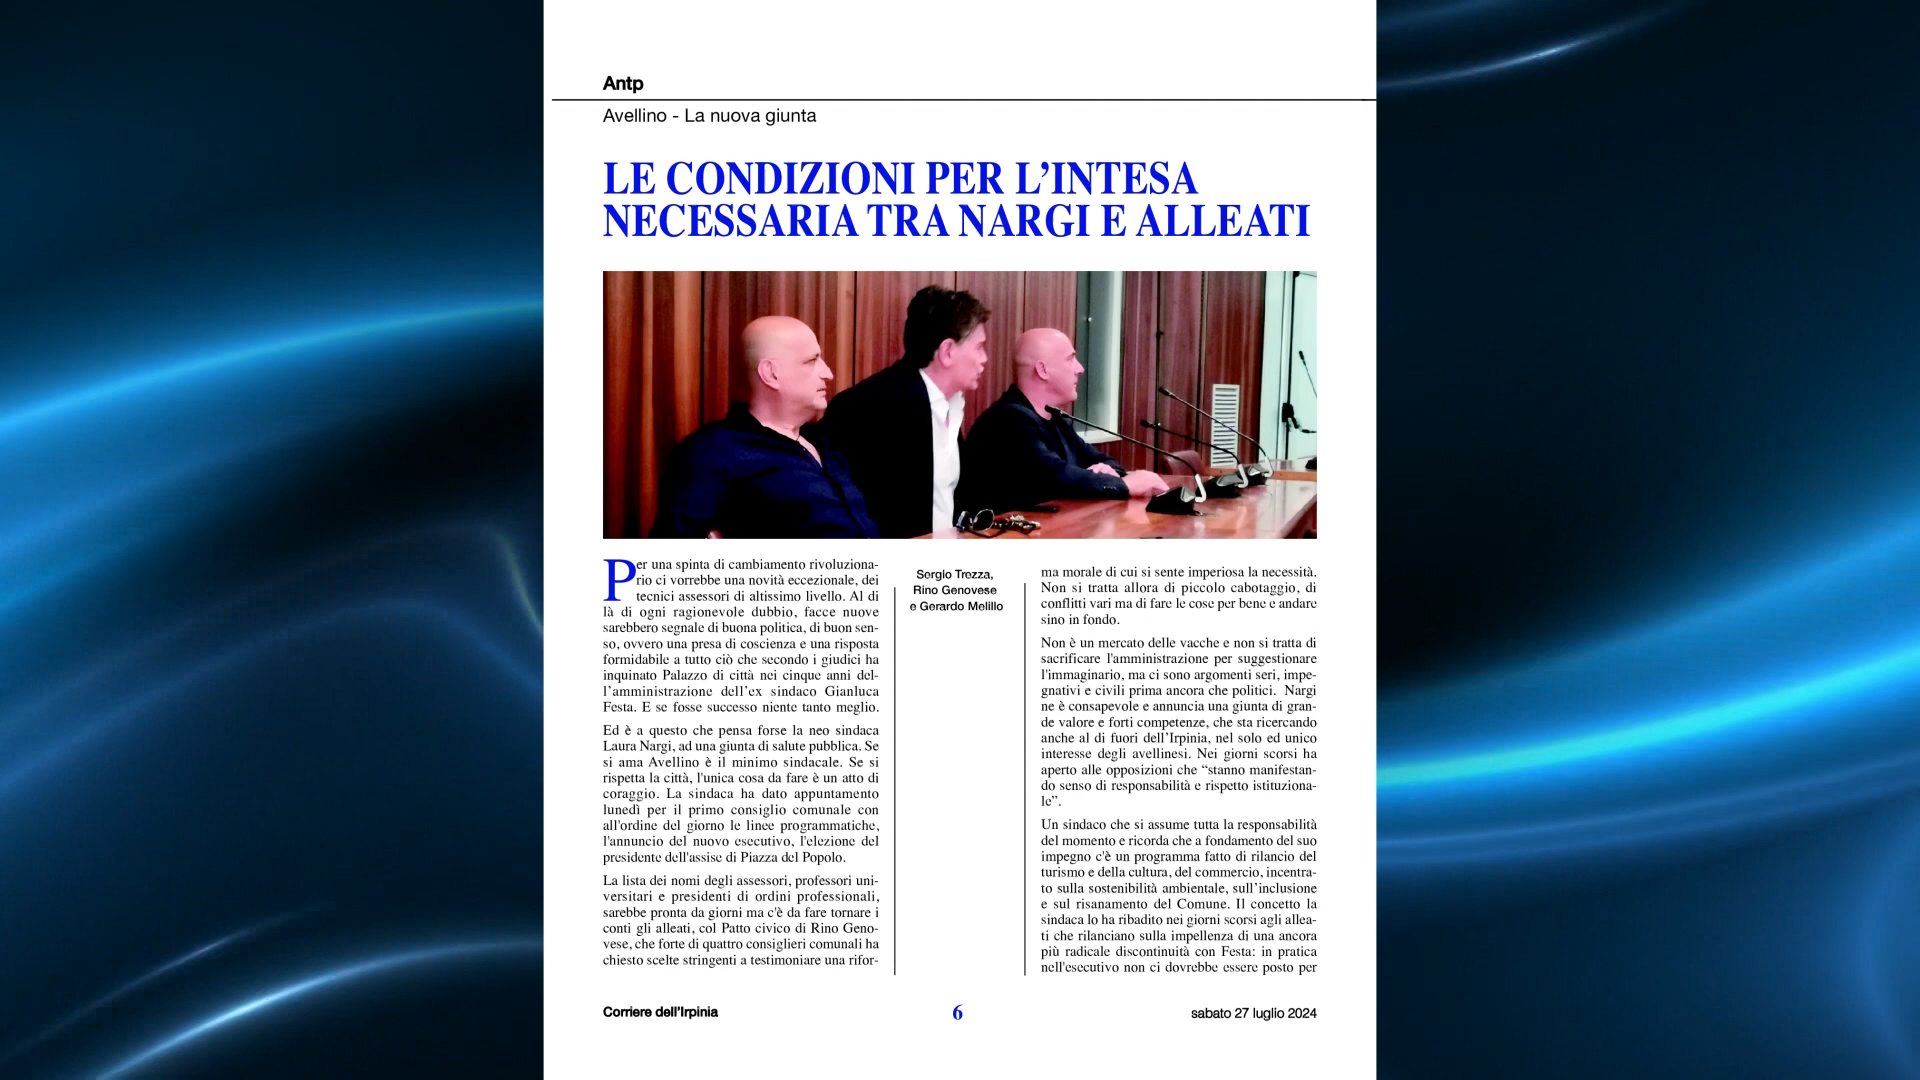 Antp
Avellino - La nuova giunta
LE CONDIZIONI PER L’INTESA
NECESSARIA TRA NARGI E ALLEATI
Per una spinta di cambiamento rivoluziona-
rio ci vorrebbe una novità eccezionale, dei
tecnici assessori di altissimo livello. Al di
là di ogni ragionevole dubbio, facce nuove
sarebbero segnale di buona politica, di buon sen-
so, ovvero una presa di coscienza e una risposta
formidabile a tutto ciò che secondo i giudici ha
inquinato Palazzo di città nei cinque anni del-
l’amministrazione dell’ex sindaco Gianluca
Festa. E se fosse successo niente tanto meglio.
Ed è a questo che pensa forse la neo sindaca
Laura Nargi, ad una giunta di salute pubblica. Se
si ama Avellino è il minimo sindacale. Se si
rispetta la città, l'unica cosa da fare è un atto di
coraggio. La sindaca ha dato appuntamento
lunedì per il primo consiglio comunale con
all'ordine del giorno le linee programmatiche,
l'annuncio del nuovo esecutivo, l'elezione del
presidente dell'assise di Piazza del Popolo.
La lista dei nomi degli assessori, professori uni-
versitari e presidenti di ordini professionali,
sarebbe pronta da giorni ma c'è da fare tornare i
conti gli alleati, col Patto civico di Rino Geno-
vese, che forte di quattro consiglieri comunali ha
chiesto scelte stringenti a testimoniare una rifor-
Sergio Trezza,
Rino Genovese
e Gerardo Melillo
ma morale di cui si sente imperiosa la necessità.
Non si tratta allora di piccolo cabotaggio, di
conflitti vari ma di fare le cose per bene e andare
sino in fondo.
Non è un mercato delle vacche e non si tratta di
sacrificare l'amministrazione per suggestionare
l'immaginario, ma ci sono argomenti seri, impe-
gnativi e civili prima ancora che politici. Nargi
ne è consapevole e annuncia una giunta di gran-
de valore e forti competenze, che sta ricercando
anche al di fuori dell’Irpinia, nel solo ed unico
interesse degli avellinesi. Nei giorni scorsi ha
aperto alle opposizioni che “stanno manifestan-
do senso di responsabilità e rispetto istituziona-
le”.
Un sindaco che si assume tutta la responsabilità
del momento e ricorda che a fondamento del suo
impegno c'è un programma fatto di rilancio del
turismo e della cultura, del commercio, incentra-
to sulla sostenibilità ambientale, sull’inclusione
e sul risanamento del Comune. Il concetto la
sindaca lo ha ribadito nei giorni scorsi agli allea-
ti che rilanciano sulla impellenza di una ancora
più radicale discontinuità con Festa: in pratica
nell'esecutivo non ci dovrebbe essere posto per
Corriere dell’Irpinia
6
sabato 27 luglio 2024